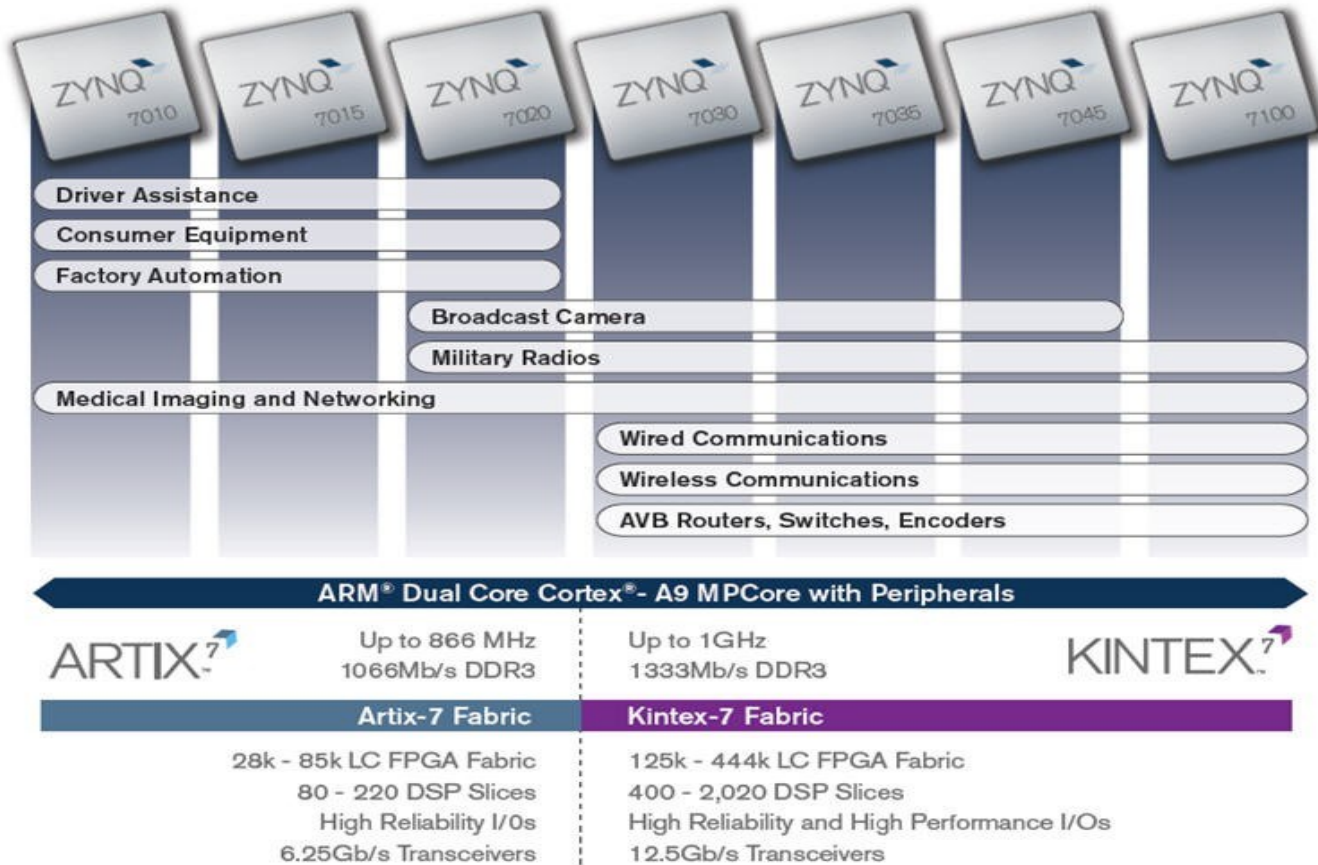 ZYNQ 7010
ZYNQ 7015
ZYNQ 7020
ZYNQ 7030
ZYNQ 7035
ZYNQ 7045
ZYNQ 7100
Driver Assistance
Consumer Equipment
Factory Automation
Broadcast Camera
Military Radios
Medical Imaging and Networking
Wired Communications
Wireless Communications
AVB Routers, Switches, Encoders
ARM® Dual Core Cortex®- A9 MPCore with Peripherals
ARTIX™7
Up to 866 MHz
1066Mb/s DDR3
Up to 1GHz
1333Mb/s DDR3
KINTEX™7
Artix-7 Fabric
Kintex-7 Fabric
28k - 85k LC FPGA Fabric
80 - 220 DSP Slices
High Reliability I/0s
6.25Gb/s Transceivers
125k - 444k LC FPGA Fabric
400 - 2,020 DSP Slices
High Reliability and High Performance I/Os
12.5Gb/s Transceivers